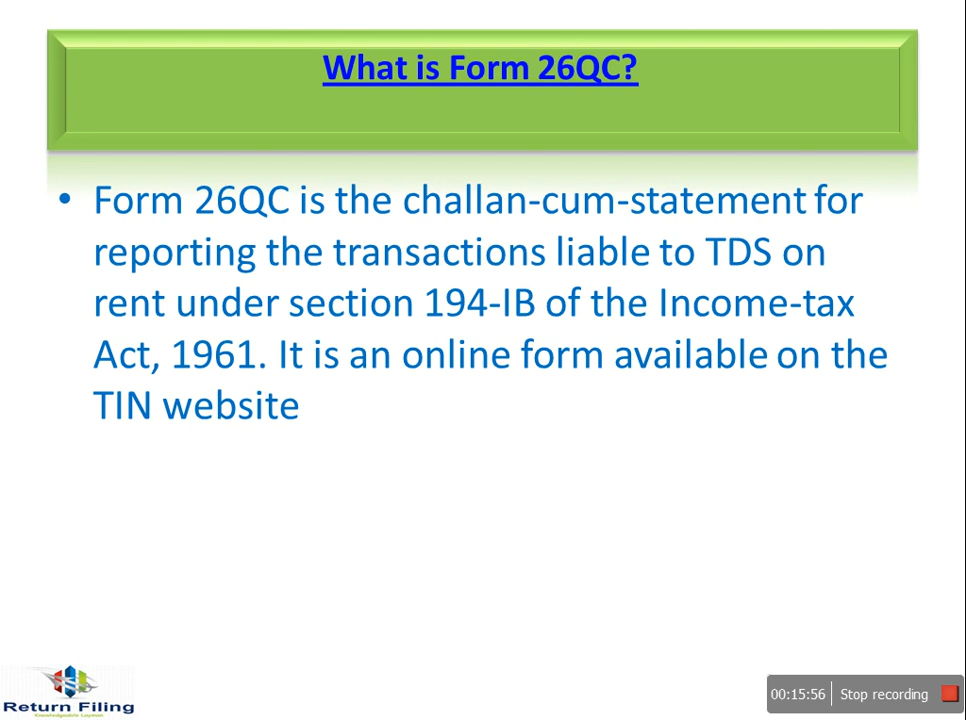 What is Form 26QC?
• Form 26QC is the challan-cum-statement for
reporting the transactions liable to TDS on
rent under section 194-IB of the Income-tax
Act, 1961. It is an online form available on the
TIN website
Return Filing
Knowledgeable Layman
00:15:56 Stop recording